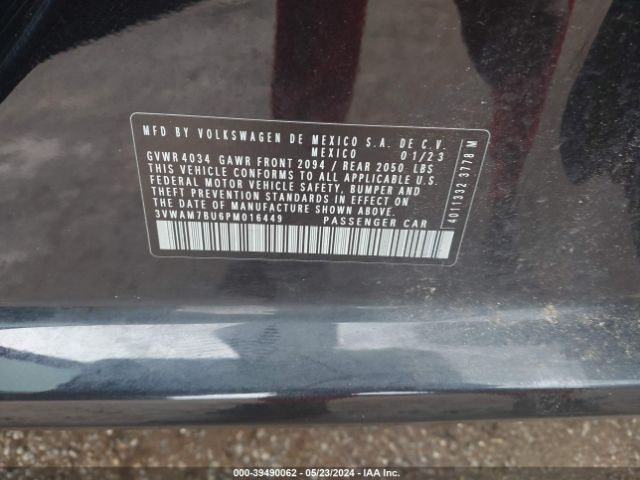 MFD BY VOLKSWAGEN DE MEXICO S.A. DE C.V.
MEXICO 01/23
GVWR 4034 GAWR FRONT 2094 / REAR 2050 LBS
THIS VEHICLE CONFORMS TO ALL APPLICABLE U.S.
FEDERAL MOTOR VEHICLE SAFETY, BUMPER AND
THEFT PREVENTION STANDARDS IN EFFECT ON
THE DATE OF MANUFACTURE SHOWN ABOVE.
3VWAM7BU6PM016449 PASSENGER CAR
4011332 3778 M
000-39490062 - 05/23/2024 - IAA Inc.